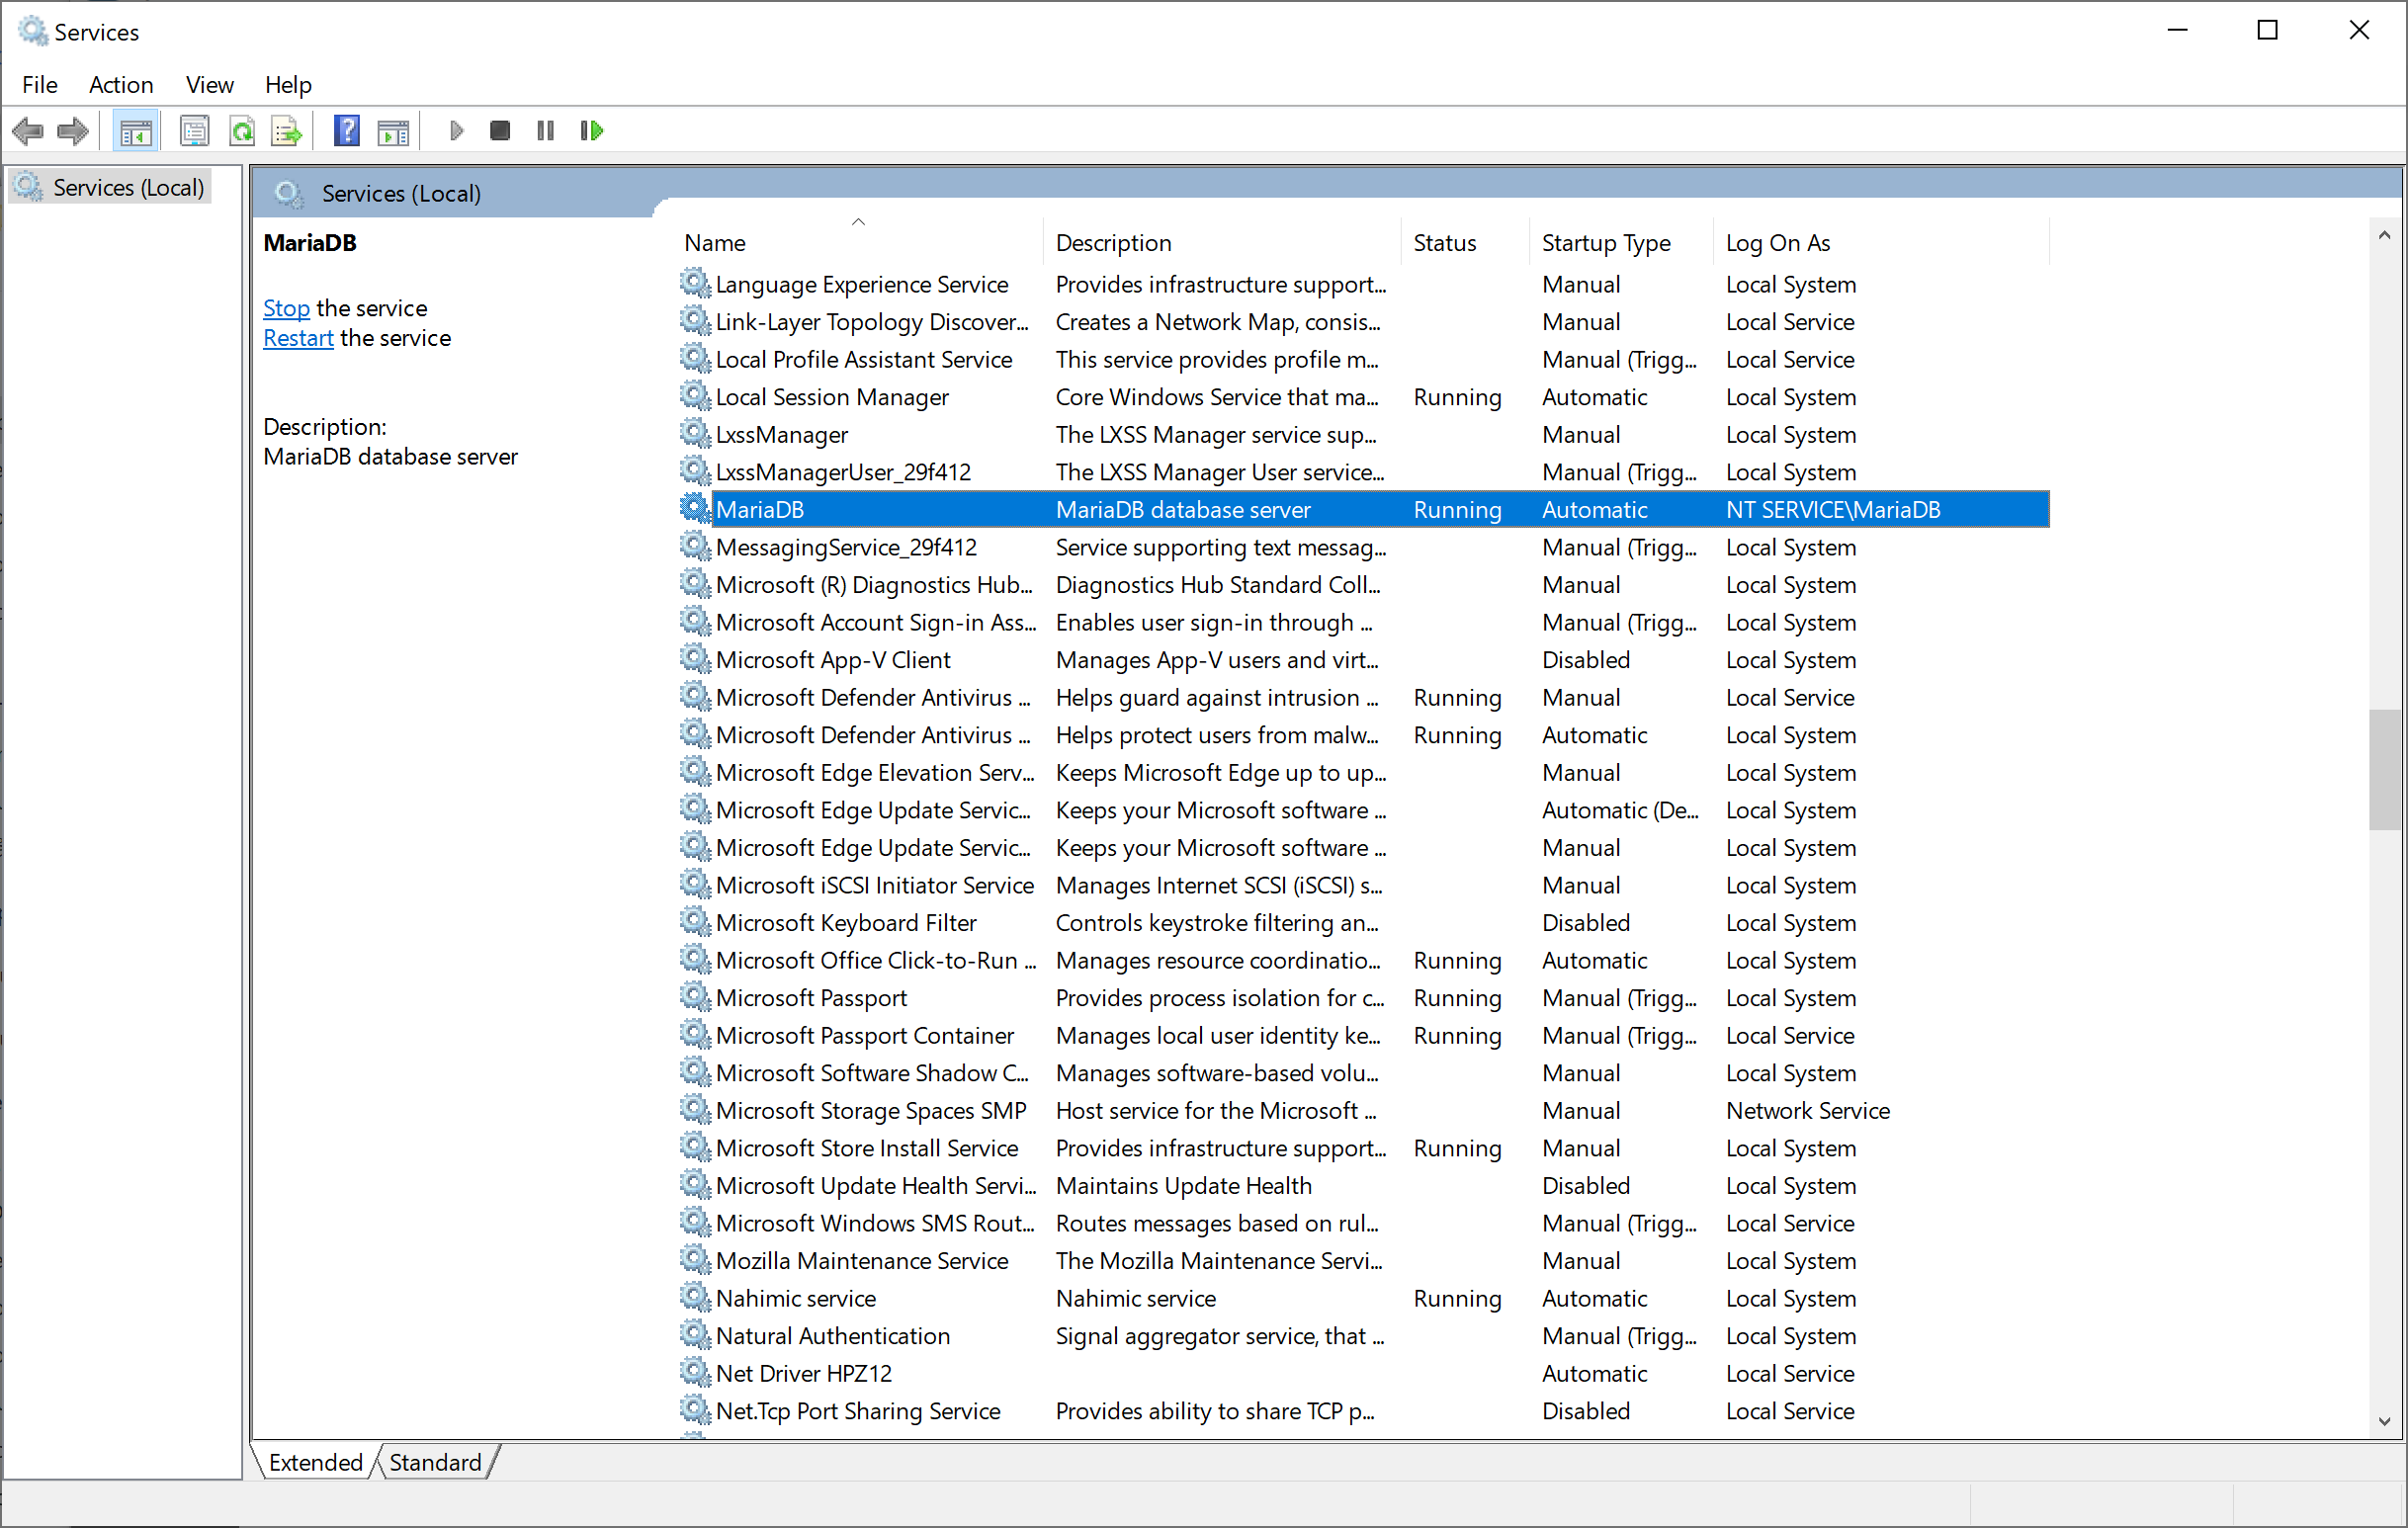 Services
File Action View Help
Services (Local)
Services (Local)
MariaDB
Stop the service
Restart the service
Description:
MariaDB database server
Name Description Status Startup Type Log On As
Language Experience Service Provides infrastructure support... Manual Local System
Link-Layer Topology Discover... Creates a Network Map, consis... Manual Local Service
Local Profile Assistant Service This service provides profile m... Manual (Trigg... Local Service
Local Session Manager Core Windows Service that ma... Running Automatic Local System
LxssManager The LXSS Manager service sup... Manual Local System
LxssManagerUser_29f412 The LXSS Manager User service... Manual (Trigg... Local System
MariaDB MariaDB database server Running Automatic NT SERVICE\MariaDB
MessagingService_29f412 Service supporting text messag... Manual (Trigg... Local System
Microsoft (R) Diagnostics Hub... Diagnostics Hub Standard Coll... Manual Local System
Microsoft Account Sign-in Ass... Enables user sign-in through ... Manual (Trigg... Local System
Microsoft App-V Client Manages App-V users and virt... Disabled Local System
Microsoft Defender Antivirus ... Helps guard against intrusion ... Running Manual Local Service
Microsoft Defender Antivirus ... Helps protect users from malw... Running Automatic Local System
Microsoft Edge Elevation Serv... Keeps Microsoft Edge up to up... Manual Local System
Microsoft Edge Update Servic... Keeps your Microsoft software ... Automatic (De... Local System
Microsoft Edge Update Servic... Keeps your Microsoft software ... Manual Local System
Microsoft iSCSI Initiator Service Manages Internet SCSI (iSCSI) s... Manual Local System
Microsoft Keyboard Filter Controls keystroke filtering an... Disabled Local System
Microsoft Office Click-to-Run ... Manages resource coordinatio... Running Automatic Local System
Microsoft Passport Provides process isolation for c... Running Manual (Trigg... Local System
Microsoft Passport Container Manages local user identity ke... Running Manual (Trigg... Local Service
Microsoft Software Shadow C... Manages software-based volu... Manual Local System
Microsoft Storage Spaces SMP Host service for the Microsoft ... Manual Network Service
Microsoft Store Install Service Provides infrastructure support... Running Manual Local System
Microsoft Update Health Servi... Maintains Update Health Disabled Local System
Microsoft Windows SMS Rout... Routes messages based on rul... Manual (Trigg... Local Service
Mozilla Maintenance Service The Mozilla Maintenance Servi... Manual Local System
Nahimic service Nahimic service Running Automatic Local System
Natural Authentication Signal aggregator service, that ... Manual (Trigg... Local System
Net Driver HPZ12 Automatic Local Service
Net.Tcp Port Sharing Service Provides ability to share TCP p... Disabled Local Service
Extended Standard